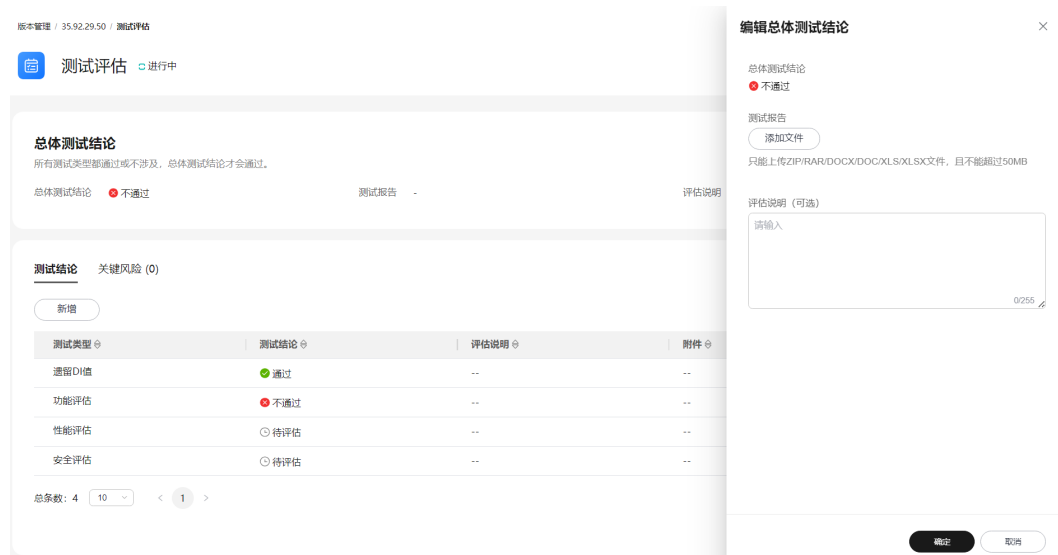 版本管理 / 35.92.29.50 / 测试评估
测试评估 进行中
总体测试结论
所有测试类型都通过或不涉及，总体测试结论才会通过。
总体测试结论 不通过 测试报告 - 评估说明
测试结论 关键风险 (0)
新增
测试类型 测试结论 评估说明 附件
遗留DI值 通过 -- --
功能评估 不通过 -- --
性能评估 待评估 -- --
安全评估 待评估 -- --
总条数：4 10 < 1 >
编辑总体测试结论
总体测试结论
不通过
测试报告
添加文件
只能上传ZIP/RAR/DOCX/DOC/XLS/XLSX文件，且不能超过50MB
评估说明（可选）
请输入
0/255
确定 取消